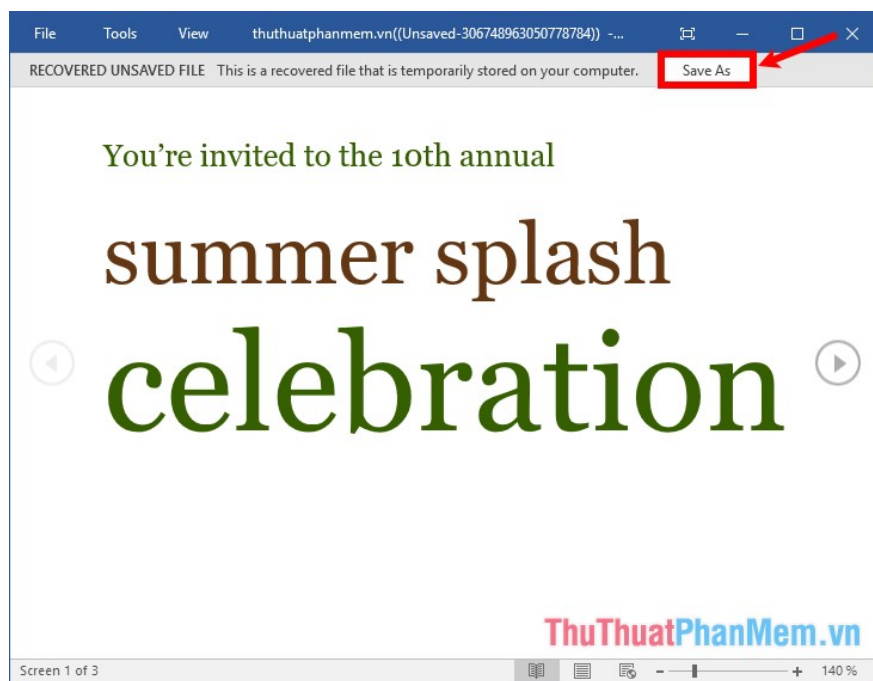 File Tools View thuthuatphanmem.vn((Unsaved-306748963050778784)) -...
RECOVERED UNSAVED FILE This is a recovered file that is temporarily stored on your computer. Save As
You’re invited to the 10th annual
summer splash
celebration
ThuThuatPhanMem.vn
Screen 1 of 3 - + 140 %